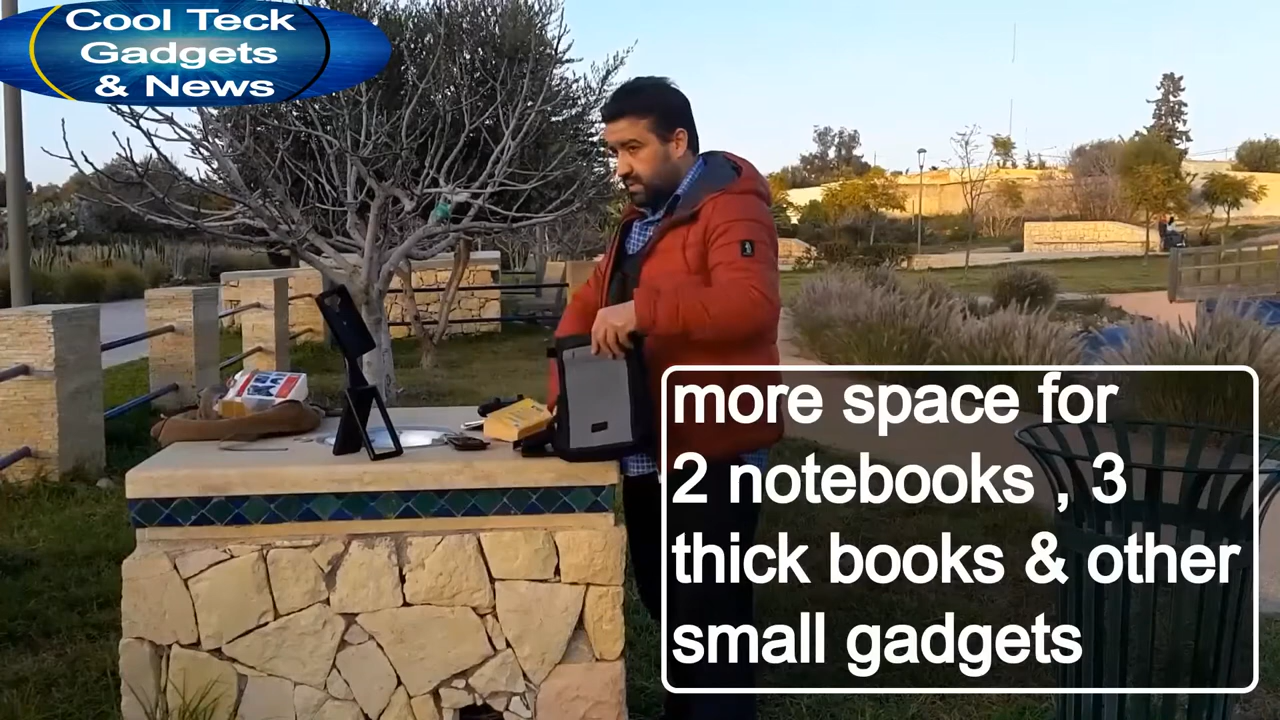 Cool Teck
Gadgets
& News
more space for
2 notebooks , 3
thick books & other
small gadgets